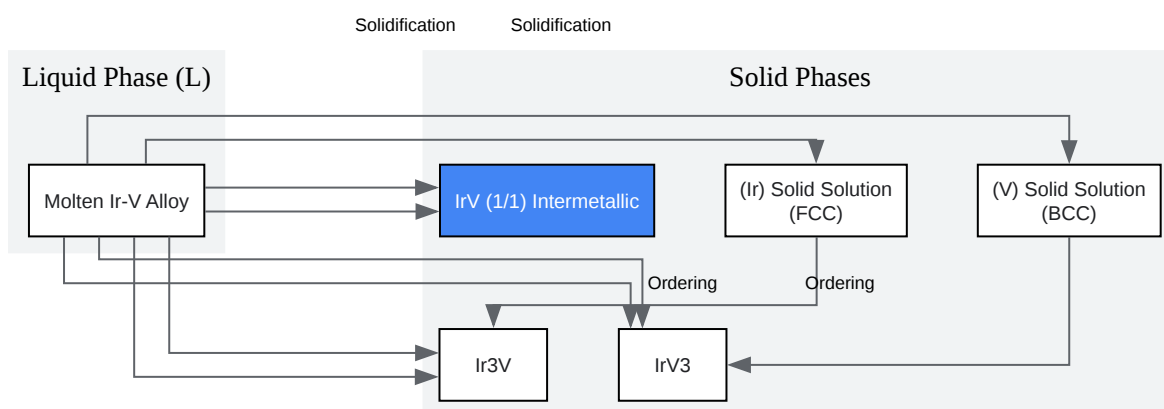 Solidification
Solidification
Liquid Phase (L)
Solid Phases
Molten Ir-V Alloy
IrV (1/1) Intermetallic
(Ir) Solid Solution
(FCC)
(V) Solid Solution
(BCC)
Ordering
Ordering
Ir3V
IrV3